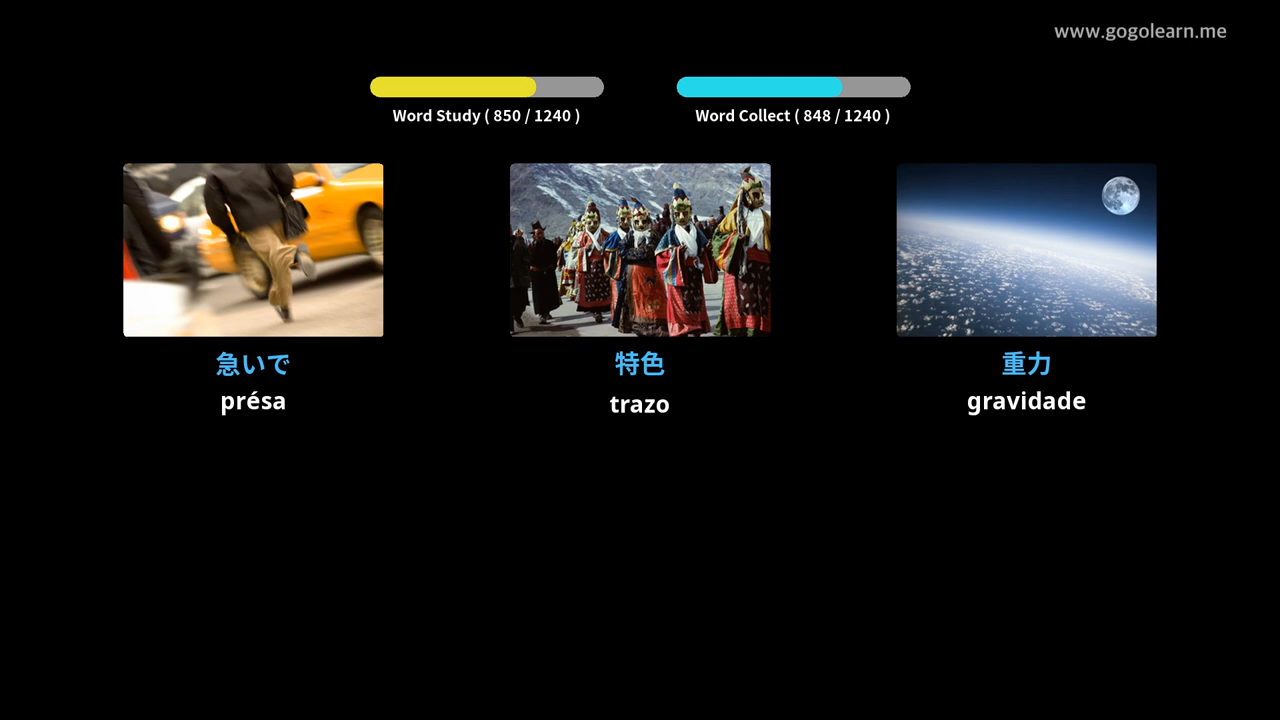 www.gogolearn.me
Word Study ( 850 / 1240 )
Word Collect ( 848 / 1240 )
急いで
特色
重力
présa
trazo
gravidade